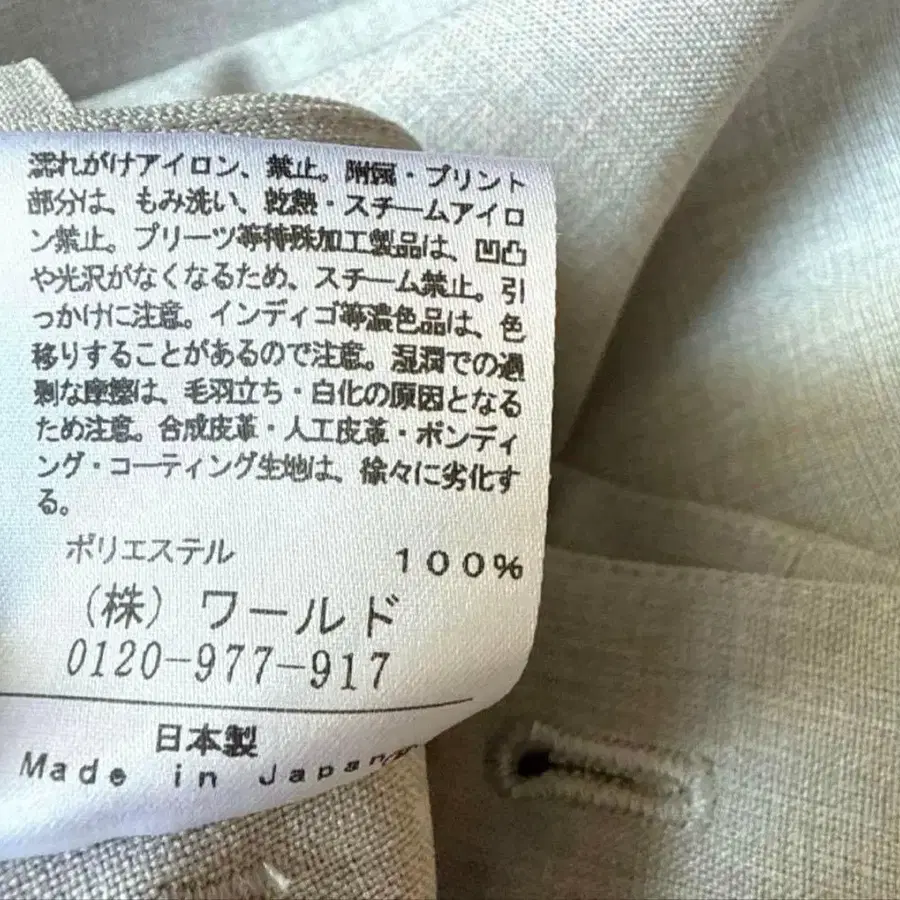 濡れがけアイロン、禁止。附属・プリント
部分は、もみ洗い、乾熱・スチームアイロ
ン禁止。プリーツ等特殊加工製品は、凹凸
や光沢がなくなるため、スチーム禁止。引
っかけに注意。インディゴ等濃色品は、色
移りすることがあるので注意。湿潤での過
剰な摩擦は、毛羽立ち・白化の原因となる
ため注意。合成皮革・人工皮革・ボンディ
ング・コーティング生地は、徐々に劣化す
る。
ポリエステル 100%
(株) ワールド
0120-977-917
日本製
Made in Japan